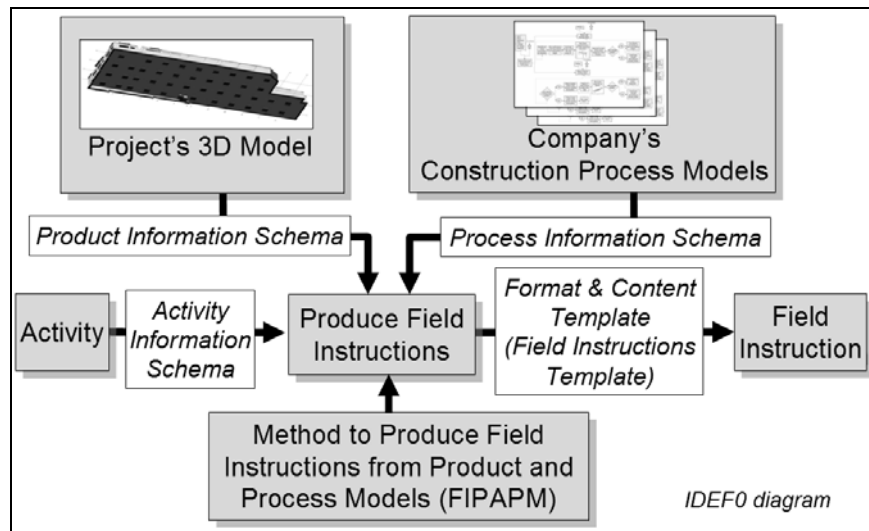 Project's 3D Model
Company's
Construction Process Models
Product Information Schema
Process Information Schema
Activity
Activity
Information
Schema
Produce Field
Instructions
Format & Content
Template
(Field Instructions
Template)
Field
Instruction
Method to Produce Field
Instructions from Product and
Process Models (FIPAPM)
IDEF0 diagram